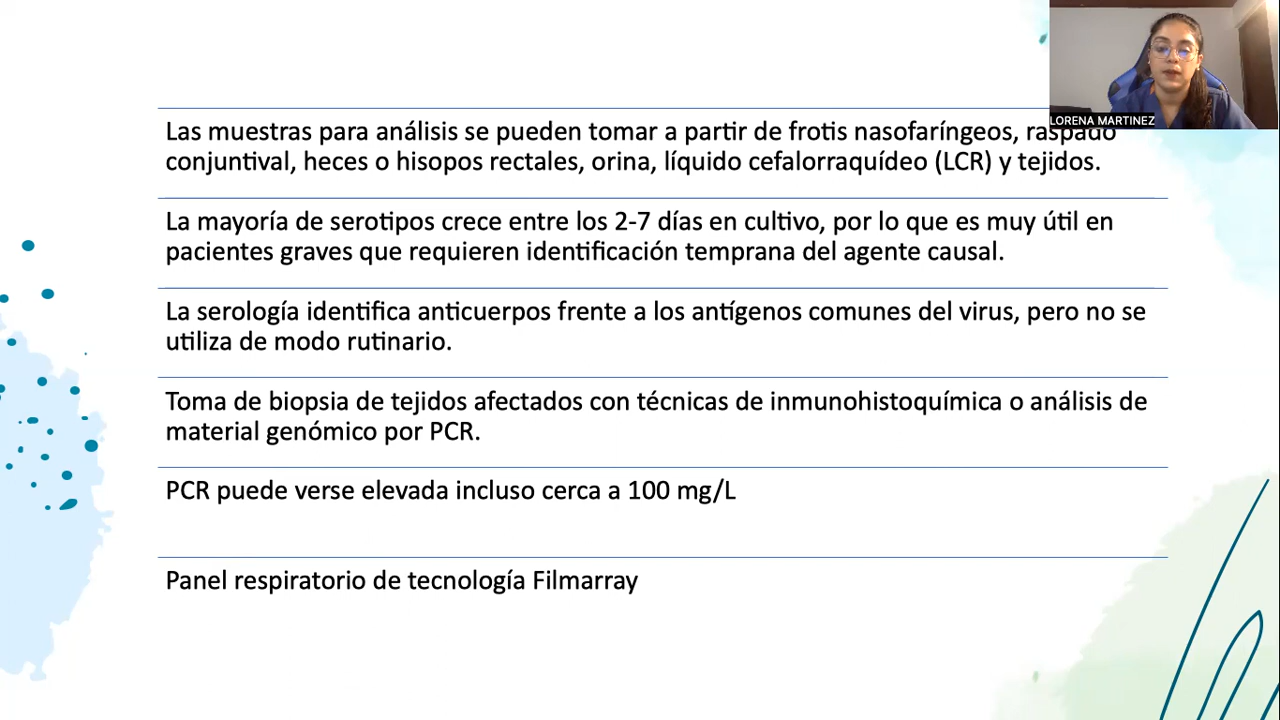 LORENA MARTINEZ
Las muestras para análisis se pueden tomar a partir de frotis nasofaríngeos, raspado
conjuntival, heces o hisopos rectales, orina, líquido cefalorraquídeo (LCR) y tejidos.
La mayoría de serotipos crece entre los 2-7 días en cultivo, por lo que es muy útil en
pacientes graves que requieren identificación temprana del agente causal.
La serología identifica anticuerpos frente a los antígenos comunes del virus, pero no se
utiliza de modo rutinario.
Toma de biopsia de tejidos afectados con técnicas de inmunohistoquímica o análisis de
material genómico por PCR.
PCR puede verse elevada incluso cerca a 100 mg/L
Panel respiratorio de tecnología Filmarray